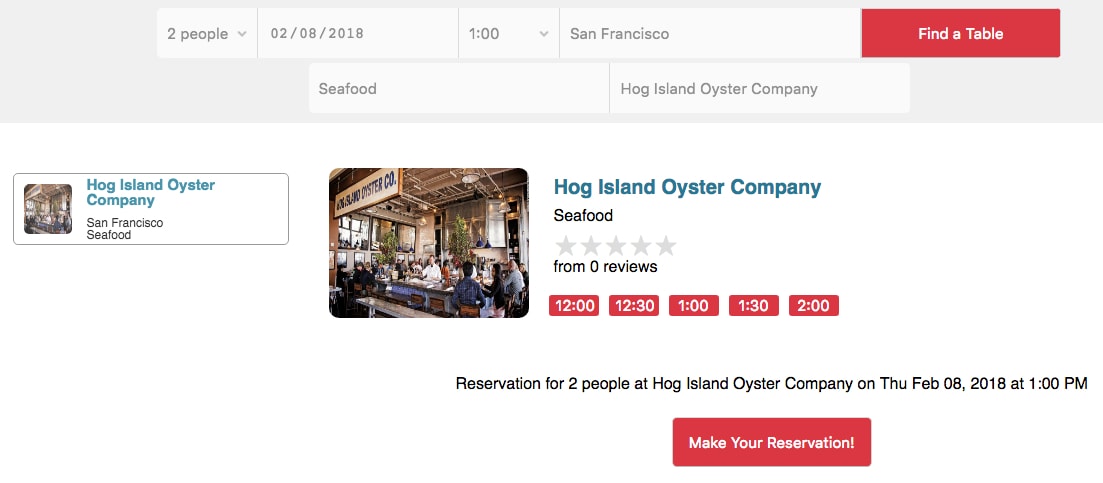 2 people 02/08/2018 1:00 San Francisco Find a Table
Seafood Hog Island Oyster Company
Hog Island Oyster
Company
San Francisco
Seafood
HOG ISLAND OYSTER CO.
Hog Island Oyster Company
Seafood
from 0 reviews
12:00 12:30 1:00 1:30 2:00
Reservation for 2 people at Hog Island Oyster Company on Thu Feb 08, 2018 at 1:00 PM
Make Your Reservation!